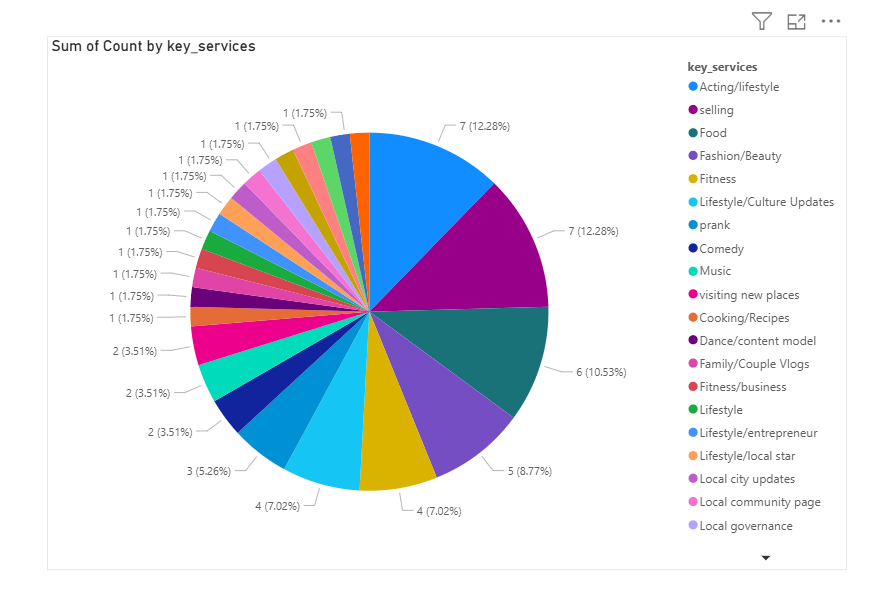 Sum of Count by key_services
key_services
Acting/lifestyle
selling
Food
Fashion/Beauty
Fitness
Lifestyle/Culture Updates
prank
Comedy
Music
visiting new places
Cooking/Recipes
Dance/content model
Family/Couple Vlogs
Fitness/business
Lifestyle
Lifestyle/entrepreneur
Lifestyle/local star
Local city updates
Local community page
Local governance
7 (12.28%)
7 (12.28%)
6 (10.53%)
5 (8.77%)
4 (7.02%)
4 (7.02%)
3 (5.26%)
2 (3.51%)
2 (3.51%)
2 (3.51%)
1 (1.75%)
1 (1.75%)
1 (1.75%)
1 (1.75%)
1 (1.75%)
1 (1.75%)
1 (1.75%)
1 (1.75%)
1 (1.75%)
1 (1.75%)
1 (1.75%)
1 (1.75%)